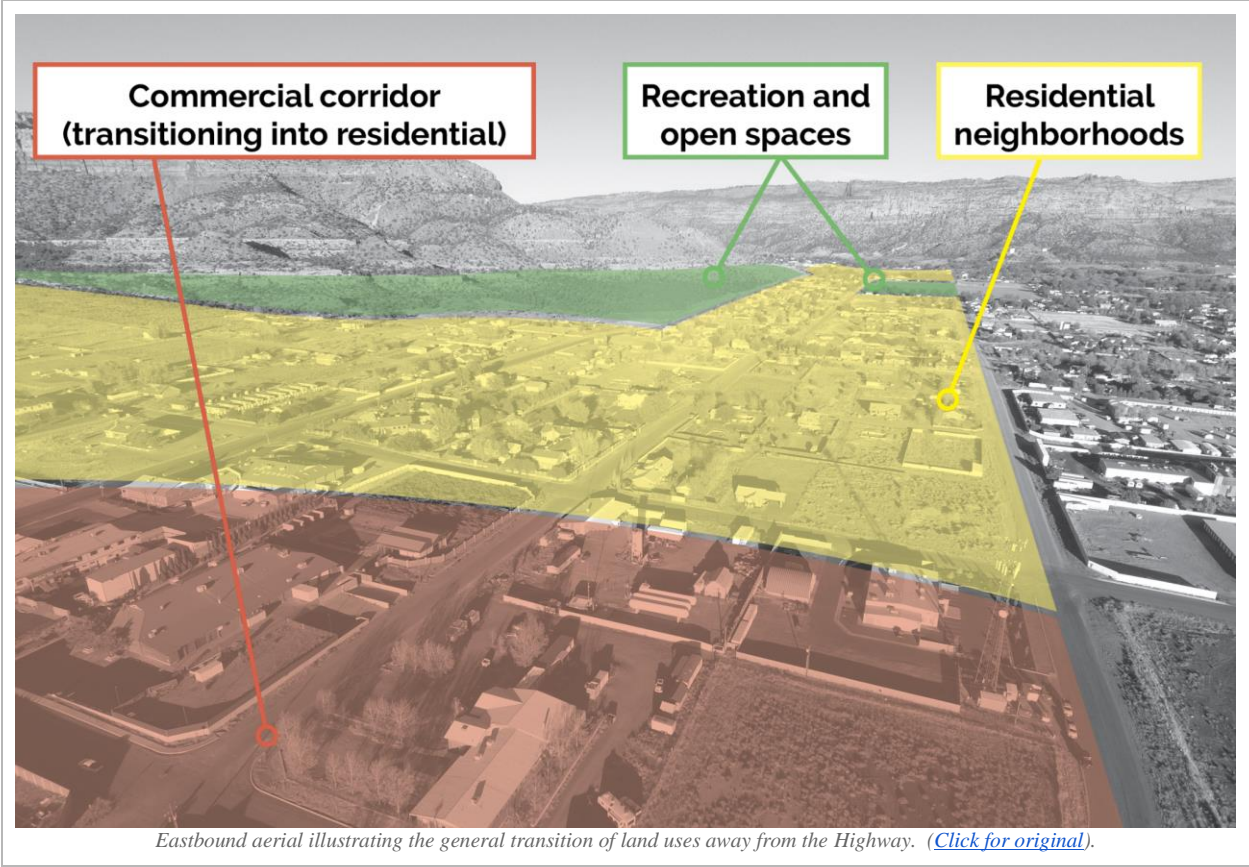 Commercial corridor
(transitioning into residential)
Recreation and
open spaces
Residential
neighborhoods
Eastbound aerial illustrating the general transition of land uses away from the Highway.  (Click for original).